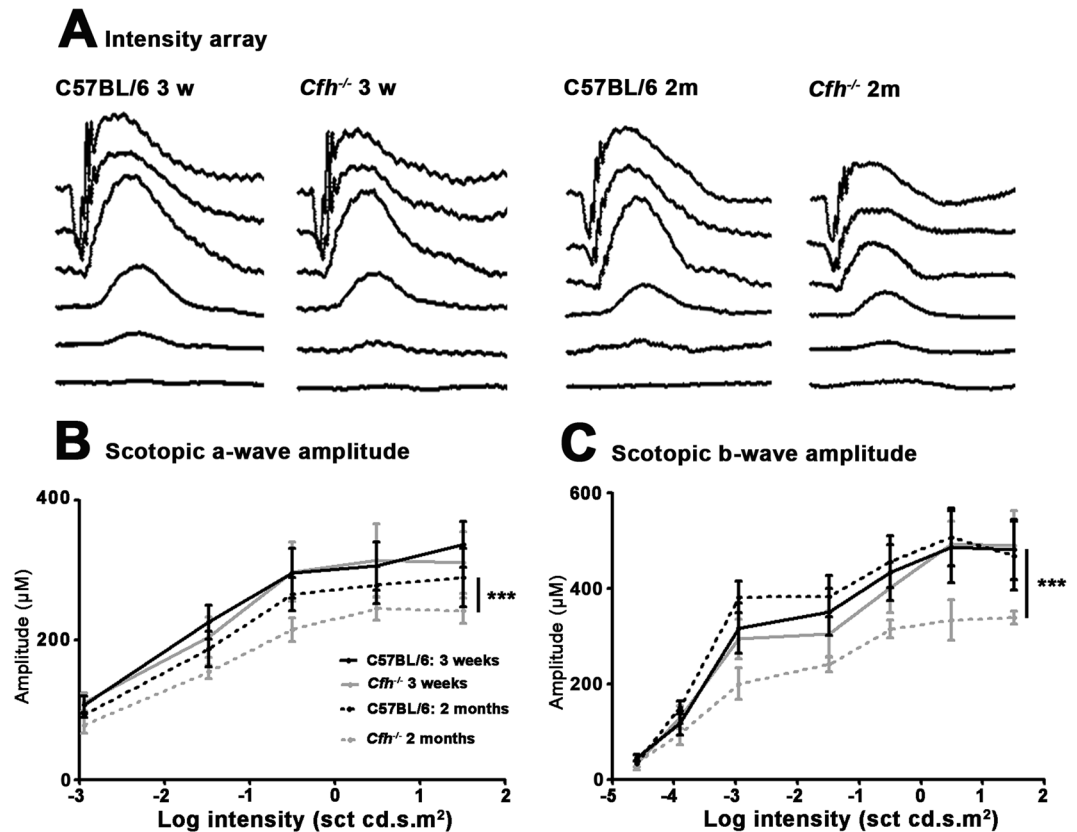 A Intensity array
C57BL/6 3 w
Cfh-/- 3 w
C57BL/6 2m
Cfh-/- 2m
B Scotopic a-wave amplitude
400
200
0
Amplitude (µM)
-3 -2 -1 0 1 2
Log intensity (sct cd.s.m²)
***
C57BL/6: 3 weeks
Cfh-/- 3 weeks
C57BL/6: 2 months
Cfh-/- 2 months
C Scotopic b-wave amplitude
600
400
200
0
Amplitude (µM)
-5 -4 -3 -2 -1 0 1 2
Log intensity (sct cd.s.m²)
***